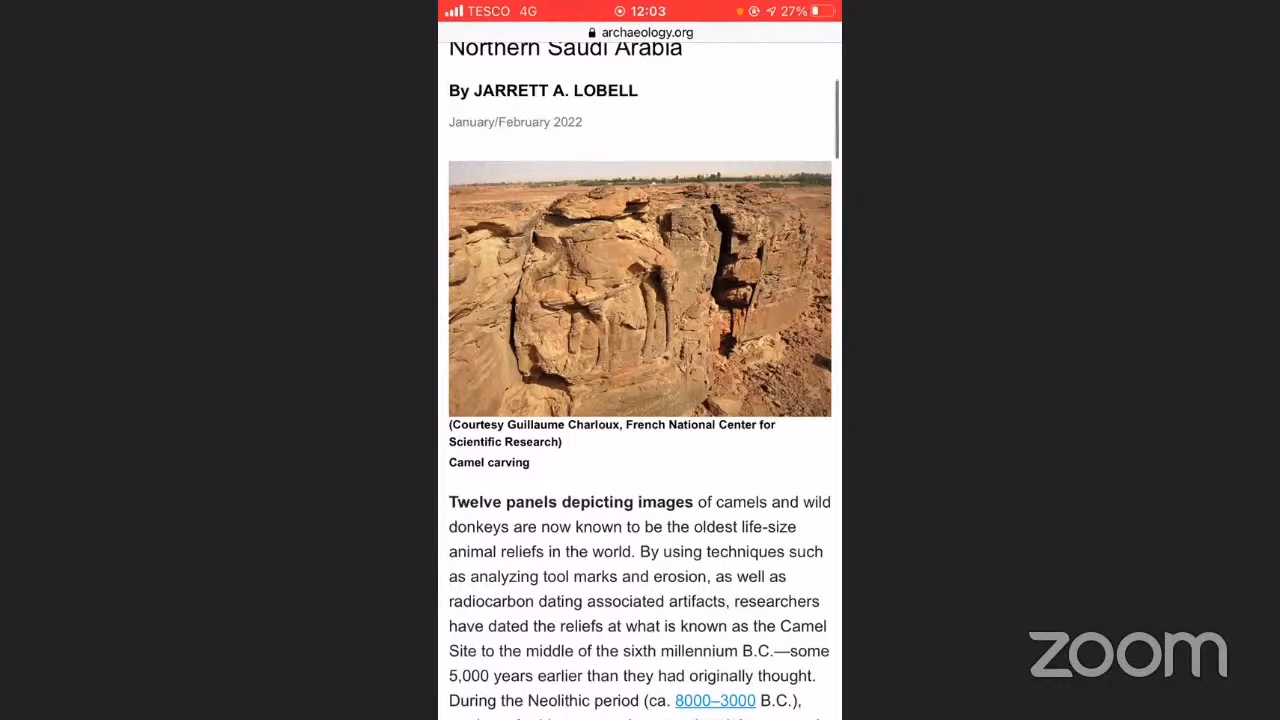 TESCO 4G 12:03 27%
archaeology.org
Northern Saudi Arabia
By JARRETT A. LOBELL
January/February 2022
(Courtesy Guillaume Charloux, French National Center for
Scientific Research)
Camel carving
Twelve panels depicting images of camels and wild
donkeys are now known to be the oldest life-size
animal reliefs in the world. By using techniques such
as analyzing tool marks and erosion, as well as
radiocarbon dating associated artifacts, researchers
have dated the reliefs at what is known as the Camel
Site to the middle of the sixth millennium B.C.—some
5,000 years earlier than they had originally thought.
During the Neolithic period (ca. 8000–3000 B.C.),
zoom